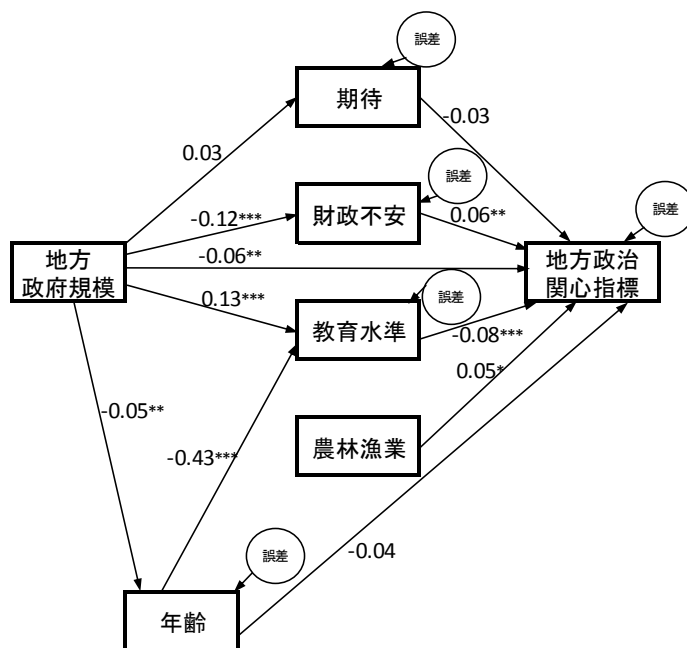 誤差
期待
-0.03
0.03
誤差
財政不安
-0.12***
0.06**
誤差
地方
政府規模
-0.06**
地方政治
関心指標
0.13***
誤差
教育水準
-0.08***
0.05*
-0.05**
-0.43***
農林漁業
-0.04
誤差
年齢